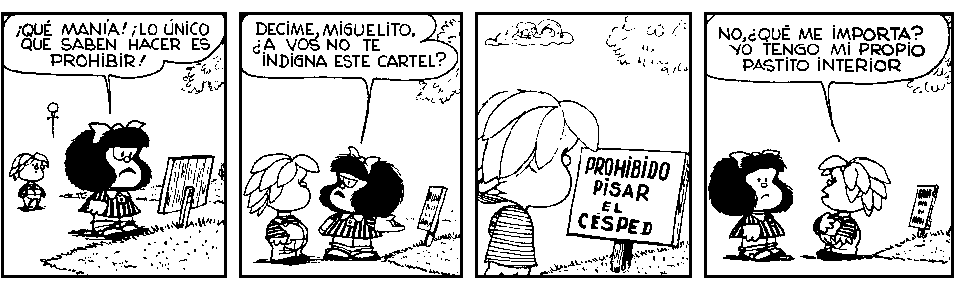 ¡QUÉ MANÍA! ¡LO ÚNICO
QUE SABEN HACER ES
PROHIBIR!
DECIME, MIGUELITO.
¿A VOS NO TE
INDIGNA ESTE CARTEL?
PROHIBIDO
PISAR
EL
CÉSPED
NO, ¿QUÉ ME IMPORTA?
YO TENGO MI PROPIO
PASTITO INTERIOR